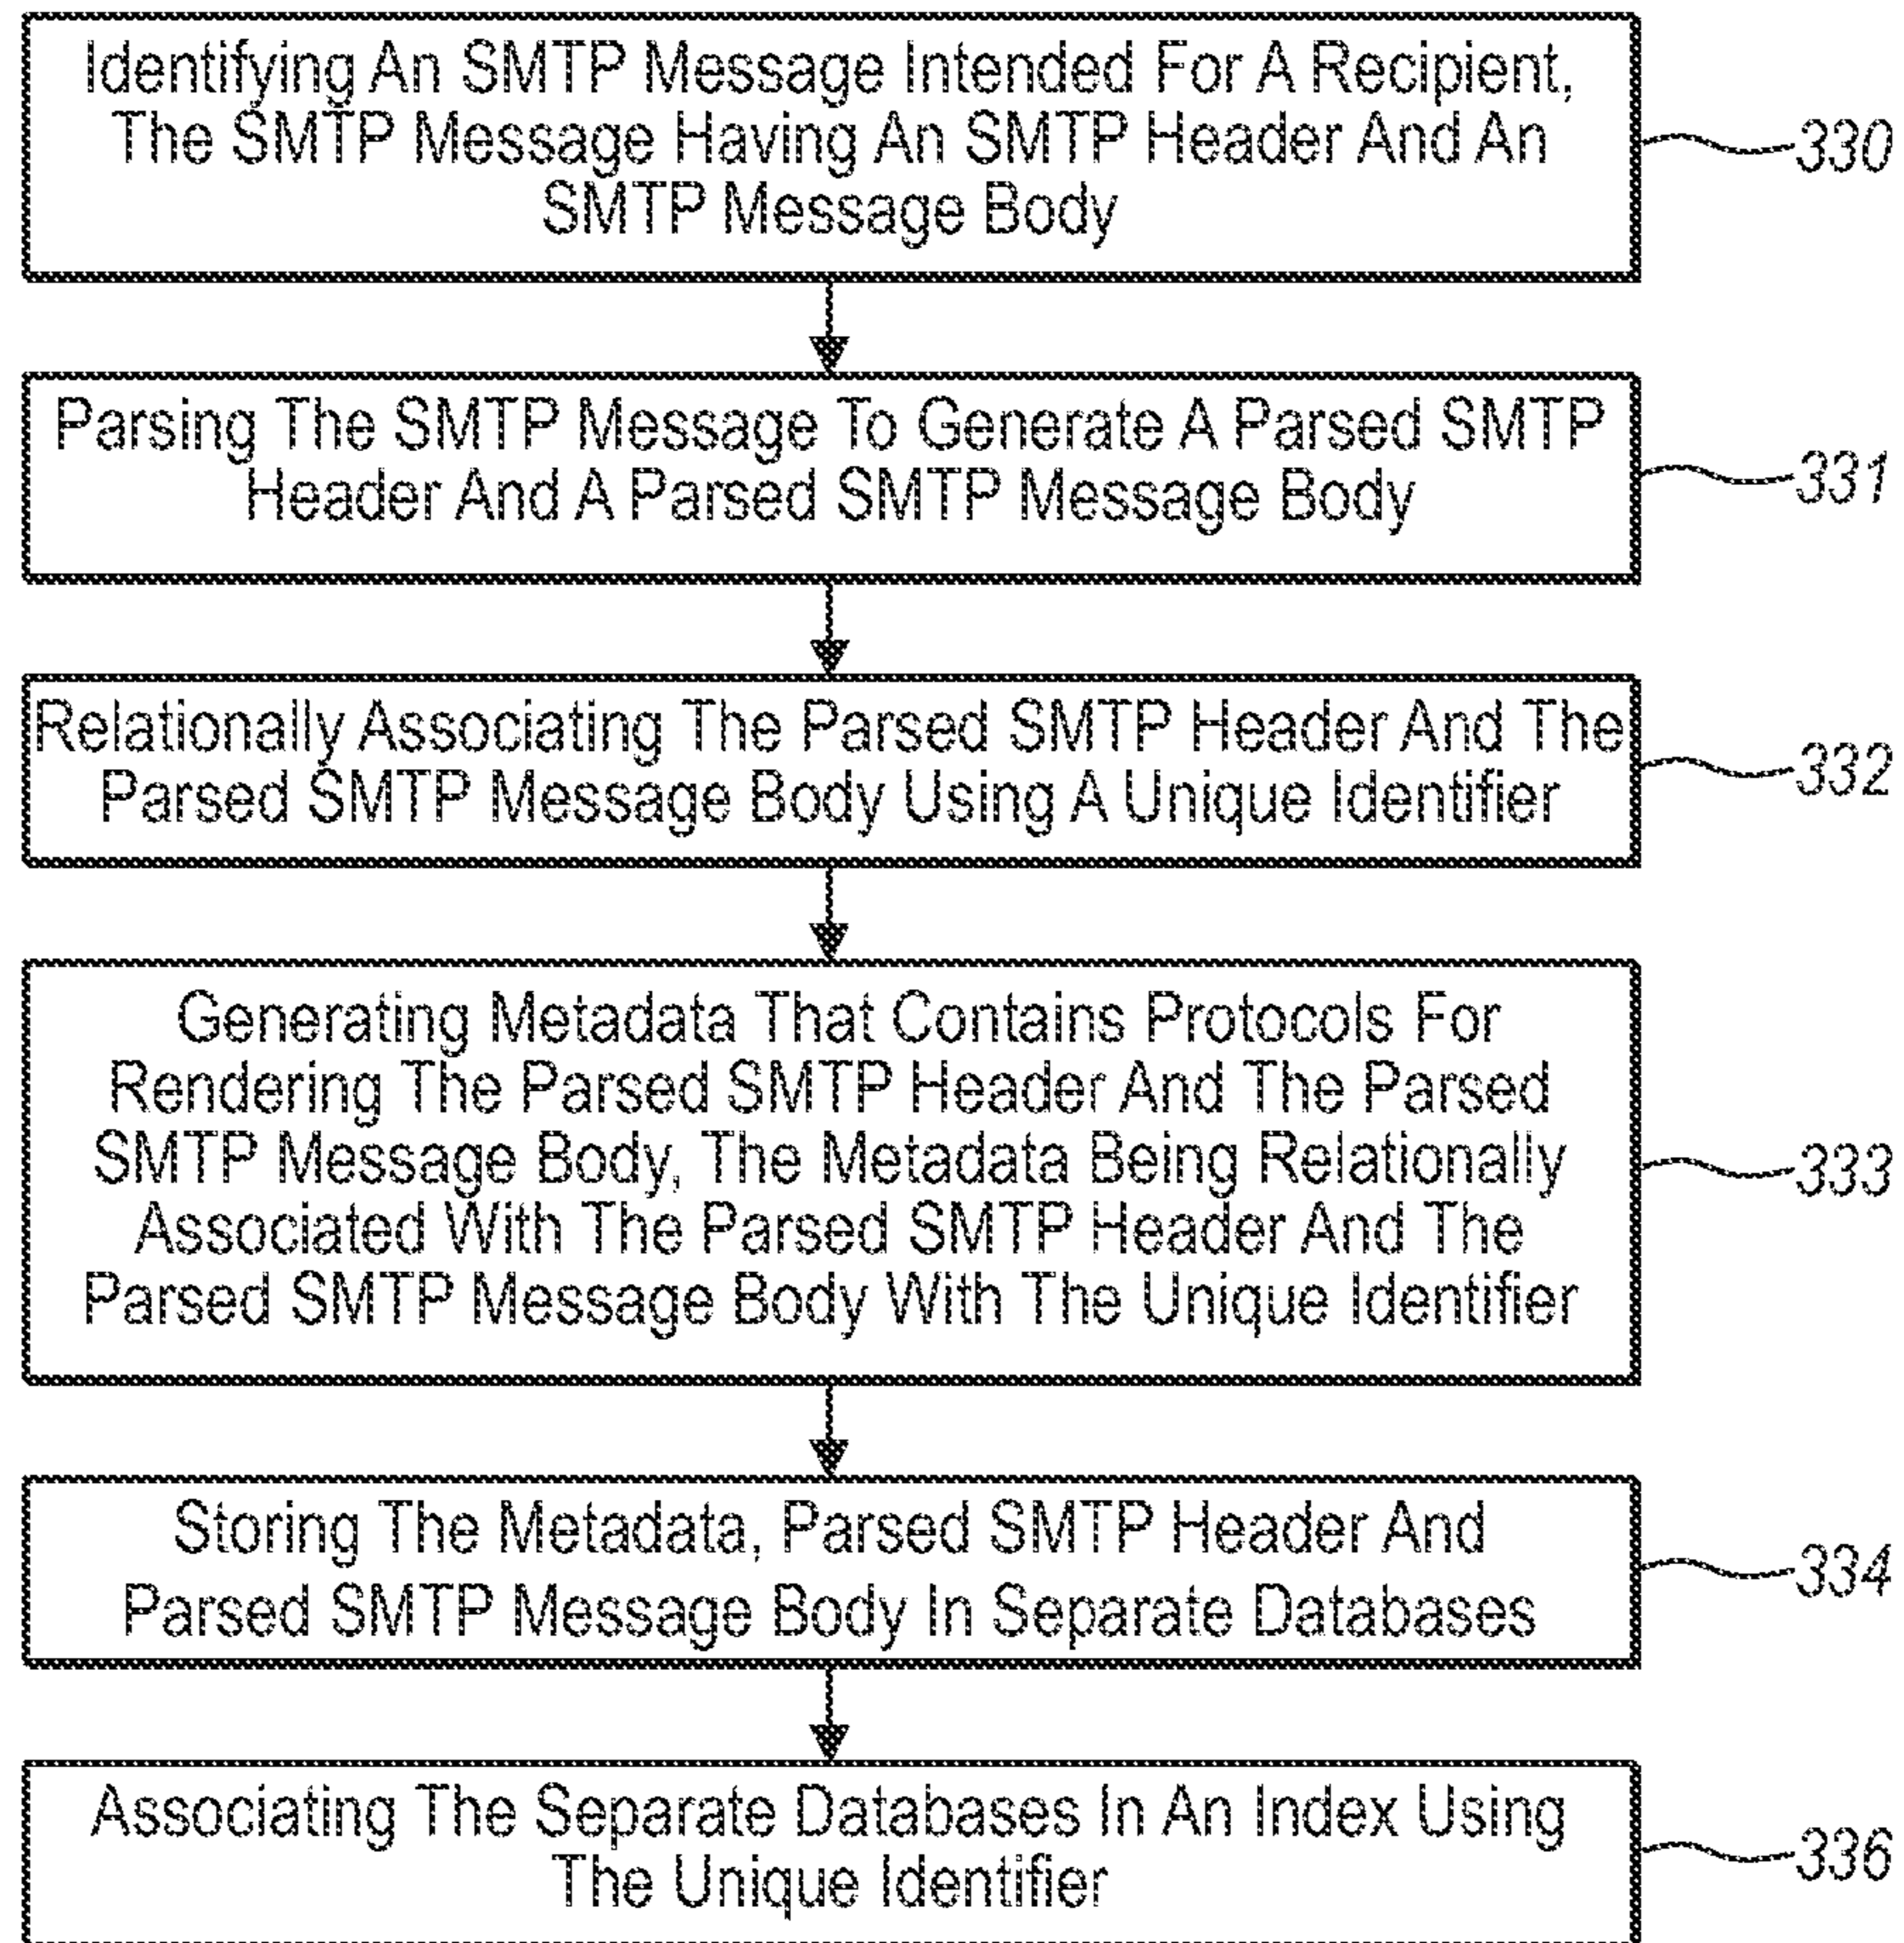 Identifying An SMTP Message Intended For A Recipient,
The SMTP Message Having An SMTP Header And An
SMTP Message Body
330
Parsing The SMTP Message To Generate A Parsed SMTP
Header And A Parsed SMTP Message Body
331
Relationally Associating The Parsed SMTP Header And The
Parsed SMTP Message Body Using A Unique Identifier
332
Generating Metadata That Contains Protocols For
Rendering The Parsed SMTP Header And The Parsed
SMTP Message Body, The Metadata Being Relationally
Associated With The Parsed SMTP Header And The
Parsed SMTP Message Body With The Unique Identifier
333
Storing The Metadata, Parsed SMTP Header And
Parsed SMTP Message Body In Separate Databases
334
Associating The Separate Databases In An Index Using
The Unique Identifier
336